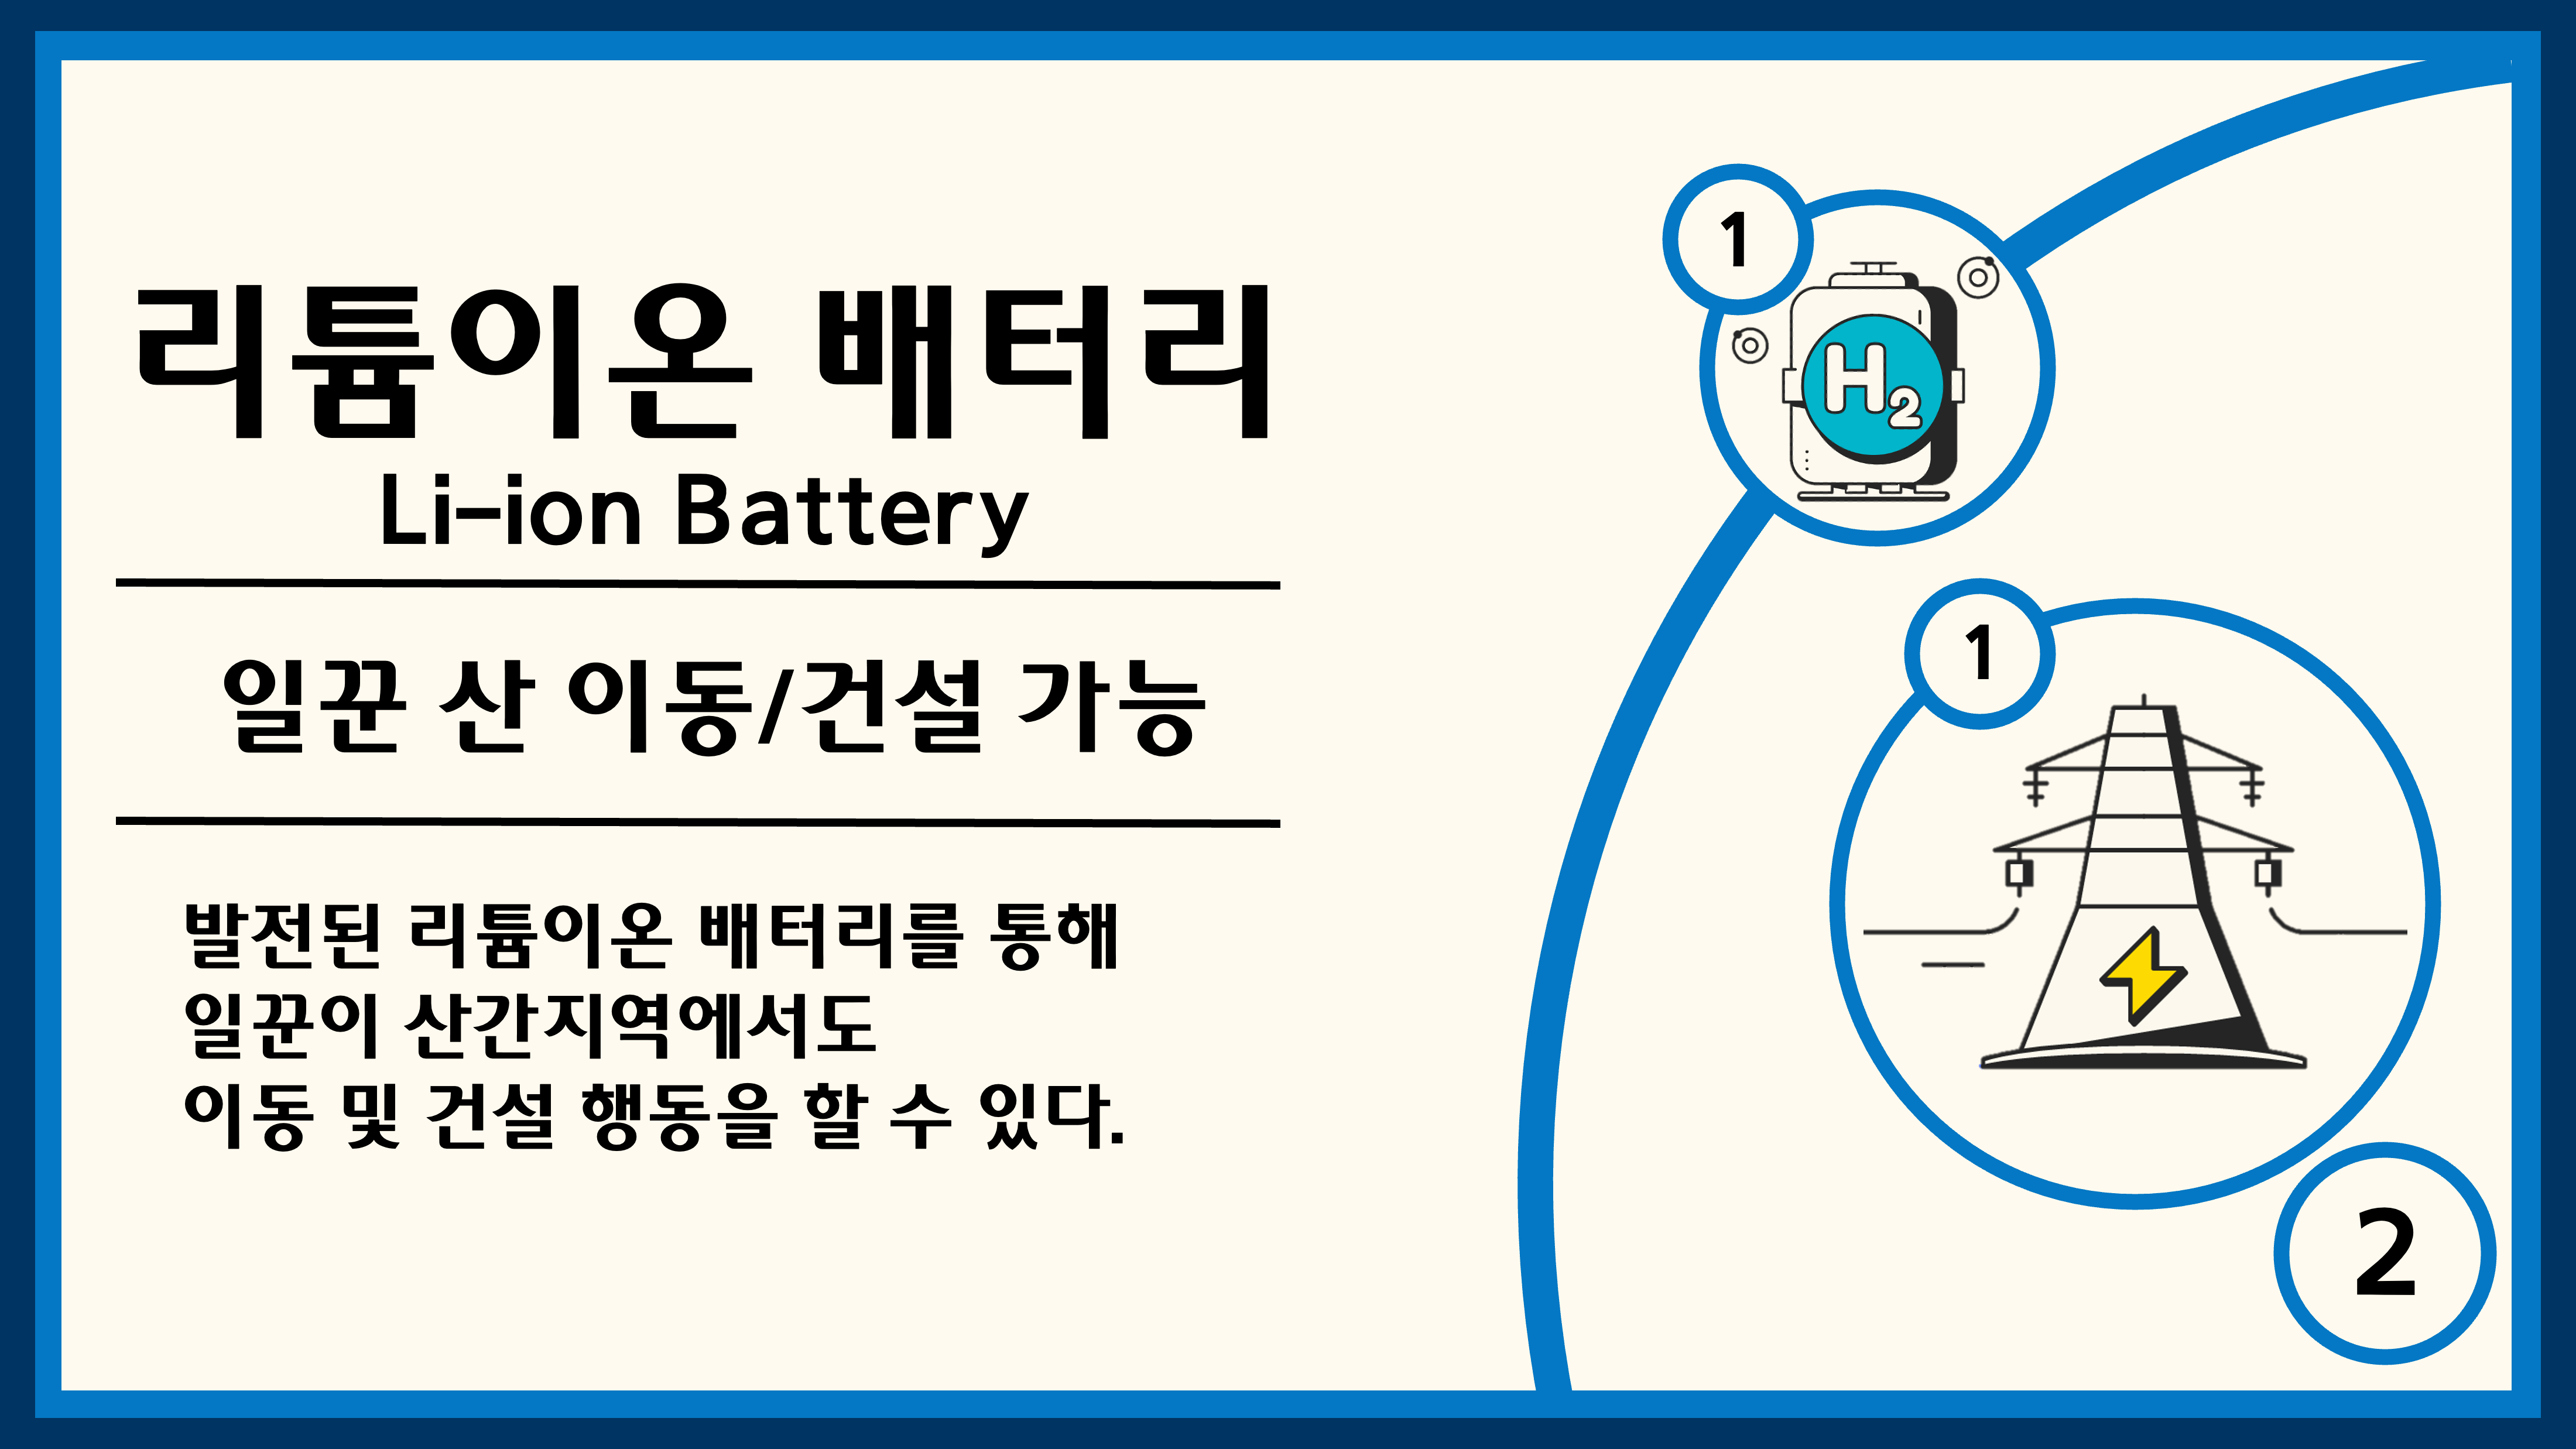 리튬이온 배터리
Li-ion Battery
일꾼 산 이동/건설 가능
발전된 리튬이온 배터리를 통해
일꾼이 산간지역에서도
이동 및 건설 행동을 할 수 있다.
1
H2
1
2